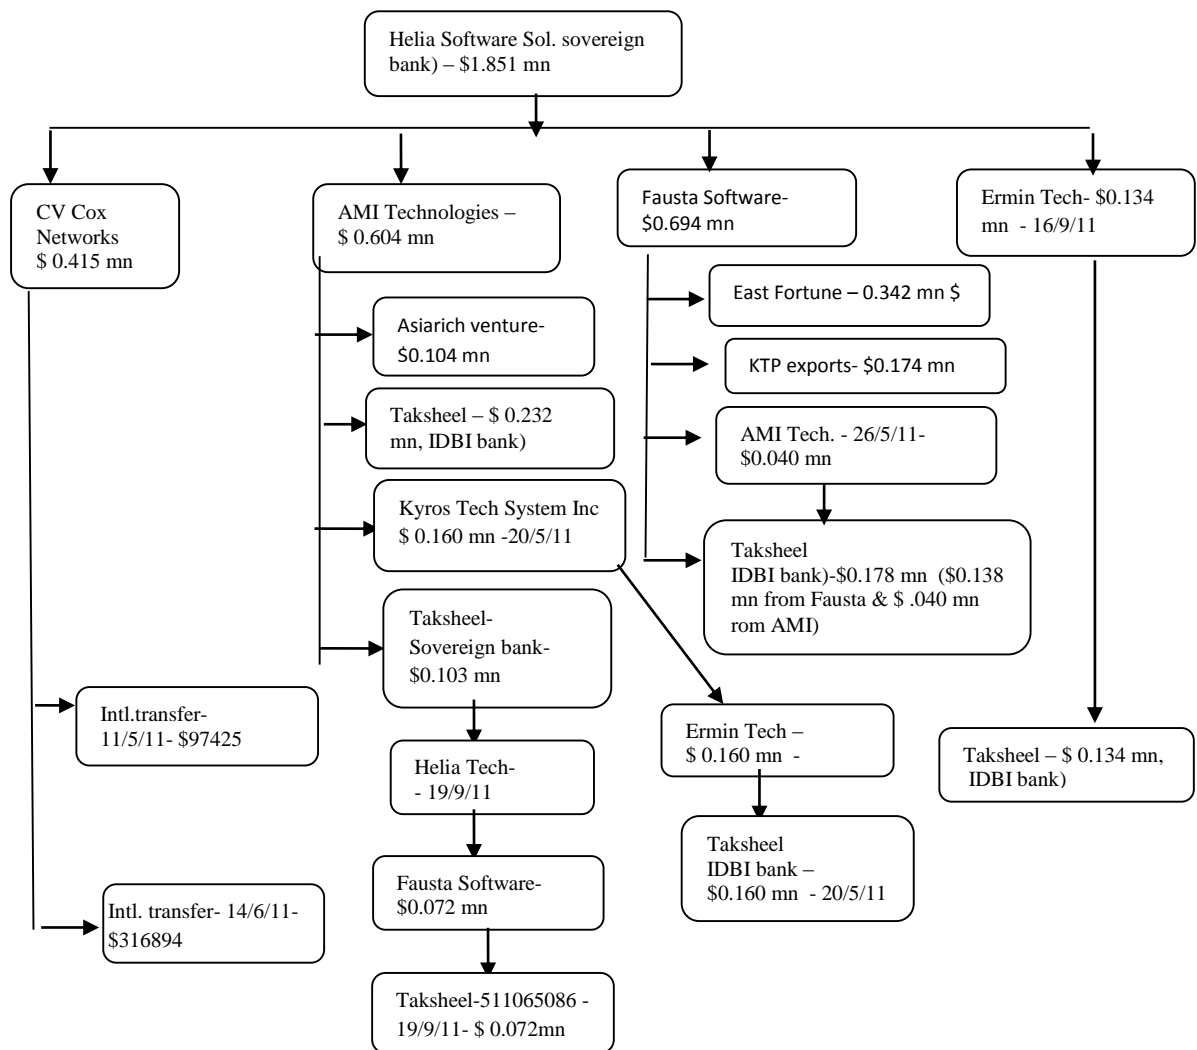 Helia Software Sol. sovereign
bank) – $1.851 mn
CV Cox
Networks
$ 0.415 mn
AMI Technologies –
$ 0.604 mn
Fausta Software-
$0.694 mn
Ermin Tech- $0.134
mn  - 16/9/11
East Fortune – 0.342 mn $
Asiarich venture-
$0.104 mn
KTP exports- $0.174 mn
Taksheel – $ 0.232
mn, IDBI bank)
AMI Tech. - 26/5/11-
$0.040 mn
Kyros Tech System Inc
$ 0.160 mn -20/5/11
Taksheel
IDBI bank)-$0.178 mn  ($0.138
mn from Fausta & $ .040 mn
rom AMI)
Taksheel-
Sovereign bank-
$0.103 mn
Intl.transfer-
11/5/11- $97425
Ermin Tech –
$ 0.160 mn  -
Helia Tech-
- 19/9/11
Taksheel – $ 0.134 mn,
IDBI bank)
Taksheel
IDBI bank –
$0.160 mn  - 20/5/11
Fausta Software-
$0.072 mn
Intl. transfer- 14/6/11-
$316894
Taksheel-511065086 -
19/9/11- $ 0.072mn